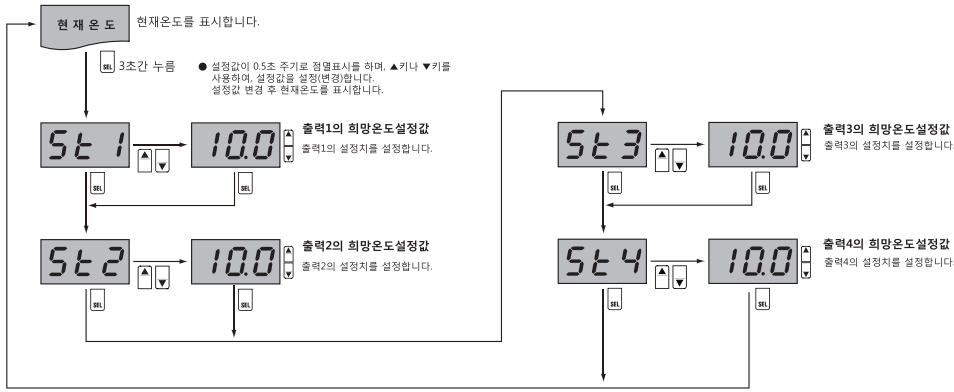 현 재 온 도
현재온도를 표시합니다.
SEL
3초간 누름
● 설정값이 0.5초 주기로 점멸표시를 하며, ▲키나 ▼키를
사용하여, 설정값을 설정(변경)합니다.
설정값 변경 후 현재온도를 표시합니다.
St 1
▲ ▼
10.0
▲
▼
출력1의 희망온도설정값
출력1의 설정치를 설정합니다.
SEL
SEL
St2
▲ ▼
10.0
▲
▼
출력2의 희망온도설정값
출력2의 설정치를 설정합니다.
SEL
SEL
St 3
▲ ▼
10.0
▲
▼
출력3의 희망온도설정값
출력3의 설정치를 설정합니다.
SEL
SEL
St 4
▲ ▼
10.0
▲
▼
출력4의 희망온도설정값
출력4의 설정치를 설정합니다.
SEL
SEL